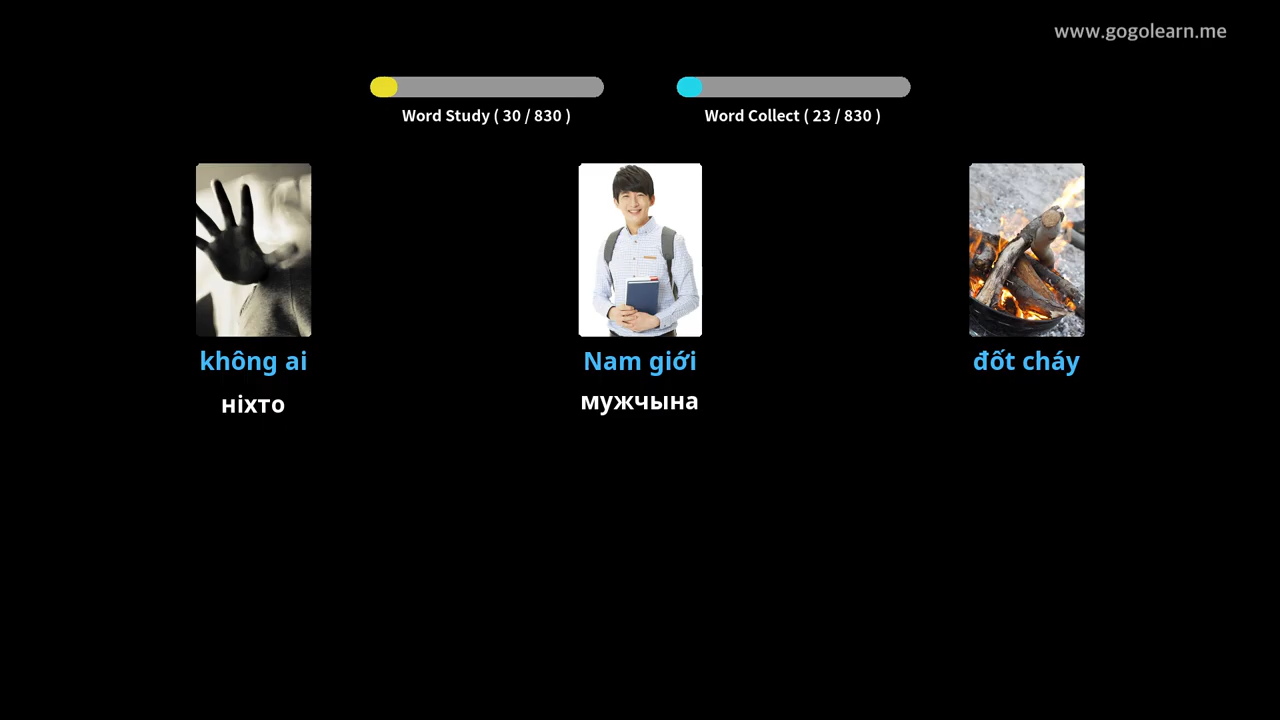 www.gogolearn.me
Word Study ( 30 / 830 )
Word Collect ( 23 / 830 )
không ai
Nam giới
đốt cháy
ніхто
мужчына